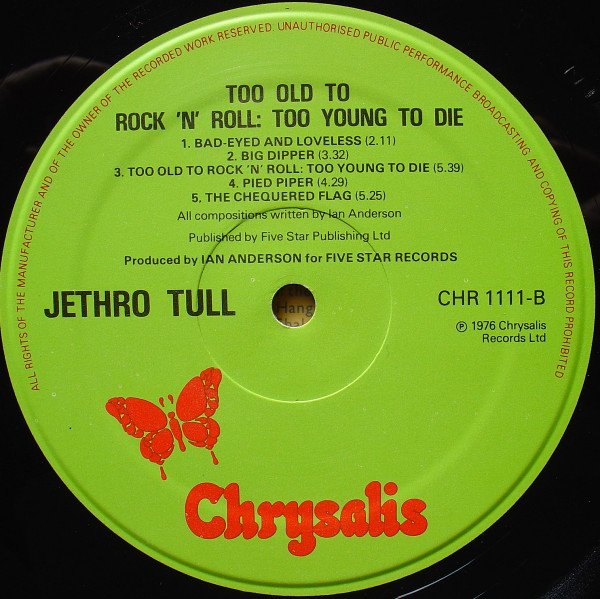 ALL RIGHTS OF THE MANUFACTURER AND OF THE OWNER OF THE RECORDED WORK RESERVED. UNAUTHORISED PUBLIC PERFORMANCE BROADCASTING AND COPYING OF THIS RECORD PROHIBITED
TOO OLD TO
ROCK 'N' ROLL: TOO YOUNG TO DIE
1. BAD-EYED AND LOVELESS (2.11)
2. BIG DIPPER (3.32)
3. TOO OLD TO ROCK 'N' ROLL: TOO YOUNG TO DIE (5.39)
4. PIED PIPER (4.29)
5. THE CHEQUERED FLAG (5.25)
All compositions written by Ian Anderson
Published by Five Star Publishing Ltd
Produced by IAN ANDERSON for FIVE STAR RECORDS
JETHRO TULL
CHR 1111-B
Hang
℗ 1976 Chrysalis
Records Ltd
Chrysalis